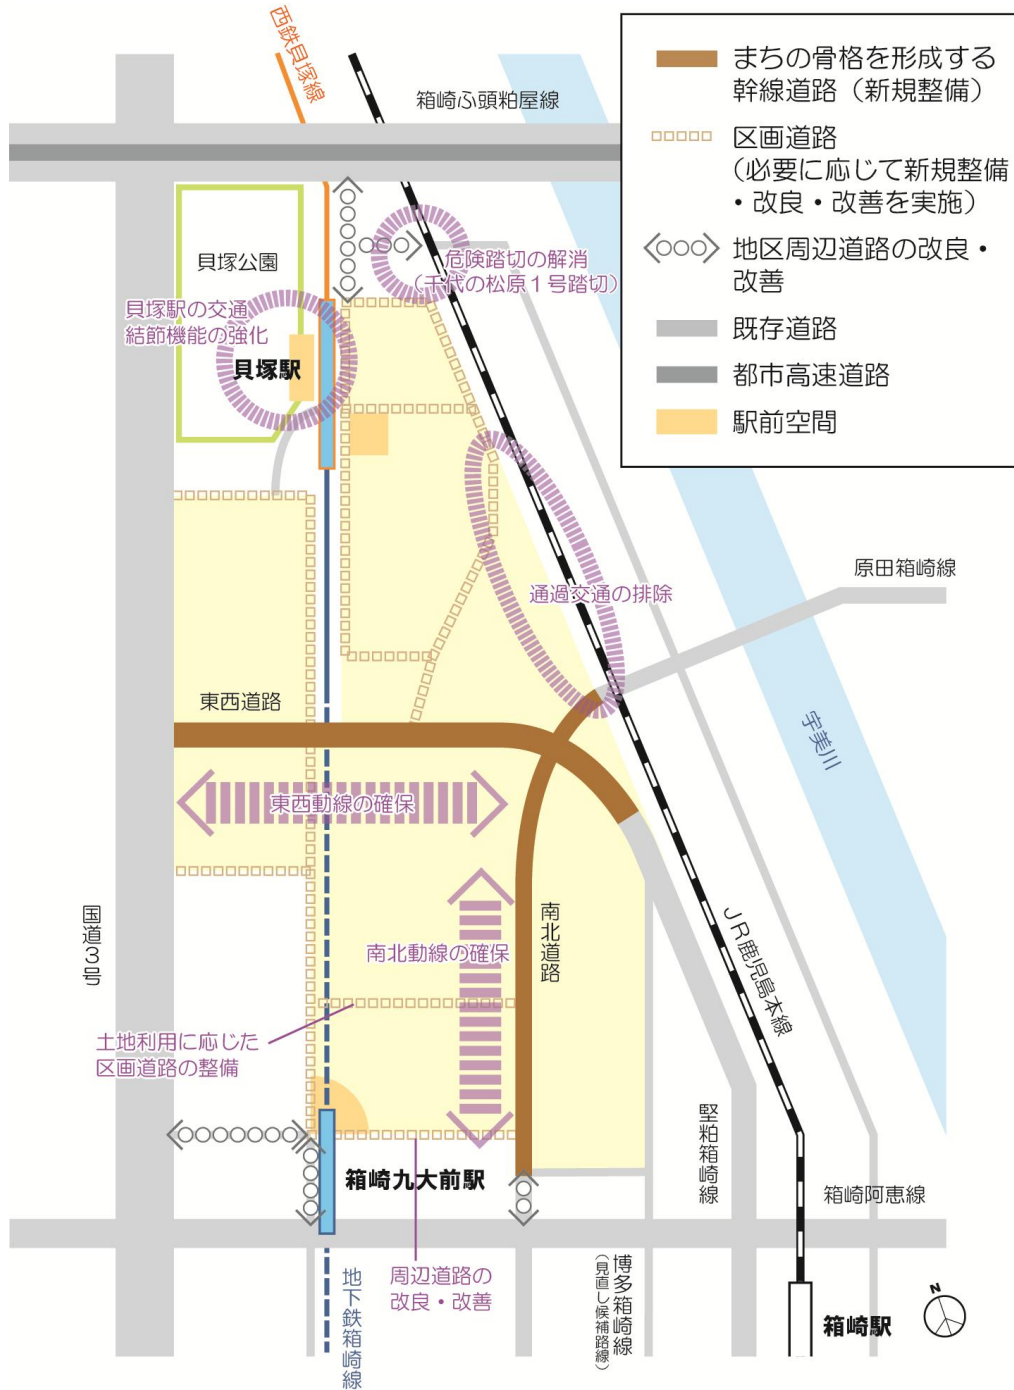 西鉄貝塚線
箱崎ふ頭粕屋線
まちの骨格を形成する
幹線道路（新規整備）
区画道路
（必要に応じて新規整備
・改良・改善を実施）
地区周辺道路の改良・
改善
既存道路
都市高速道路
駅前空間
貝塚公園
危険踏切の解消
（千代の松原1号踏切）
貝塚駅の交通
結節機能の強化
貝塚駅
通過交通の排除
原田箱崎線
東西道路
宇美川
東西動線の確保
国道3号
南北動線の確保
南北道路
JR鹿児島本線
土地利用に応じた
区画道路の整備
堅粕箱崎線
箱崎九大前駅
箱崎阿恵線
地下鉄箱崎線
周辺道路の
改良・改善
博多箱崎線
（見直し候補路線）
箱崎駅
N